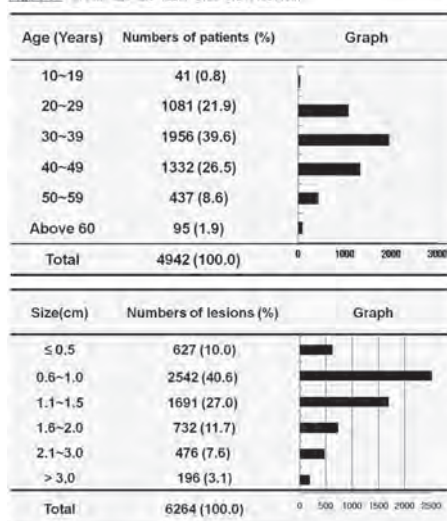 Age (Years) Numbers of patients (%) Graph
10~19 41 (0.8)
20~29 1081 (21.9)
30~39 1956 (39.6)
40~49 1332 (26.5)
50~59 437 (8.6)
Above 60 95 (1.9)
Total 4942 (100.0) 0 1000 2000 3000
Size(cm) Numbers of lesions (%) Graph
≤ 0.5 627 (10.0)
0.6~1.0 2542 (40.6)
1.1~1.5 1691 (27.0)
1.6~2.0 732 (11.7)
2.1~3.0 476 (7.6)
> 3.0 196 (3.1)
Total 6264 (100.0) 0 500 1000 1500 2000 2500